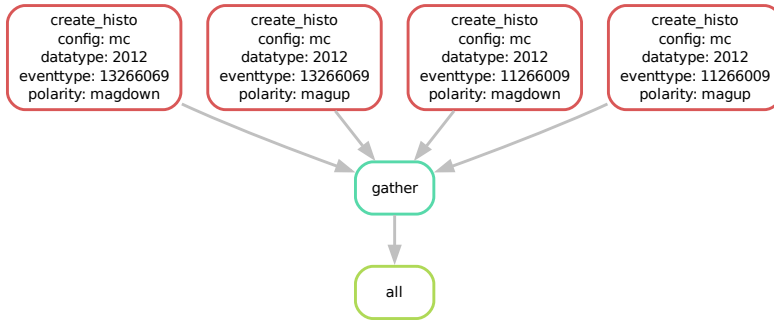 create_histo
config: mc
datatype: 2012
eventtype: 13266069
polarity: magdown
create_histo
config: mc
datatype: 2012
eventtype: 13266069
polarity: magup
create_histo
config: mc
datatype: 2012
eventtype: 11266009
polarity: magdown
create_histo
config: mc
datatype: 2012
eventtype: 11266009
polarity: magup
gather
all